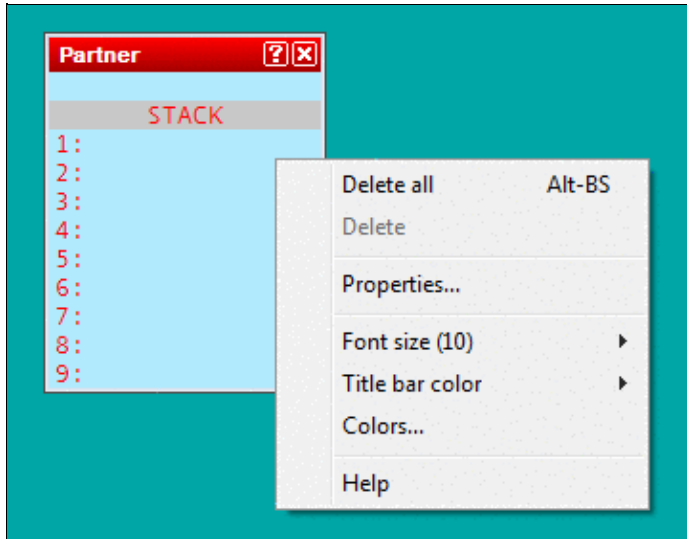 Partner
STACK
1:
2:
3:
4:
5:
6:
7:
8:
9:
Delete all Alt-BS
Delete
Properties...
Font size (10)
Title bar color
Colors...
Help